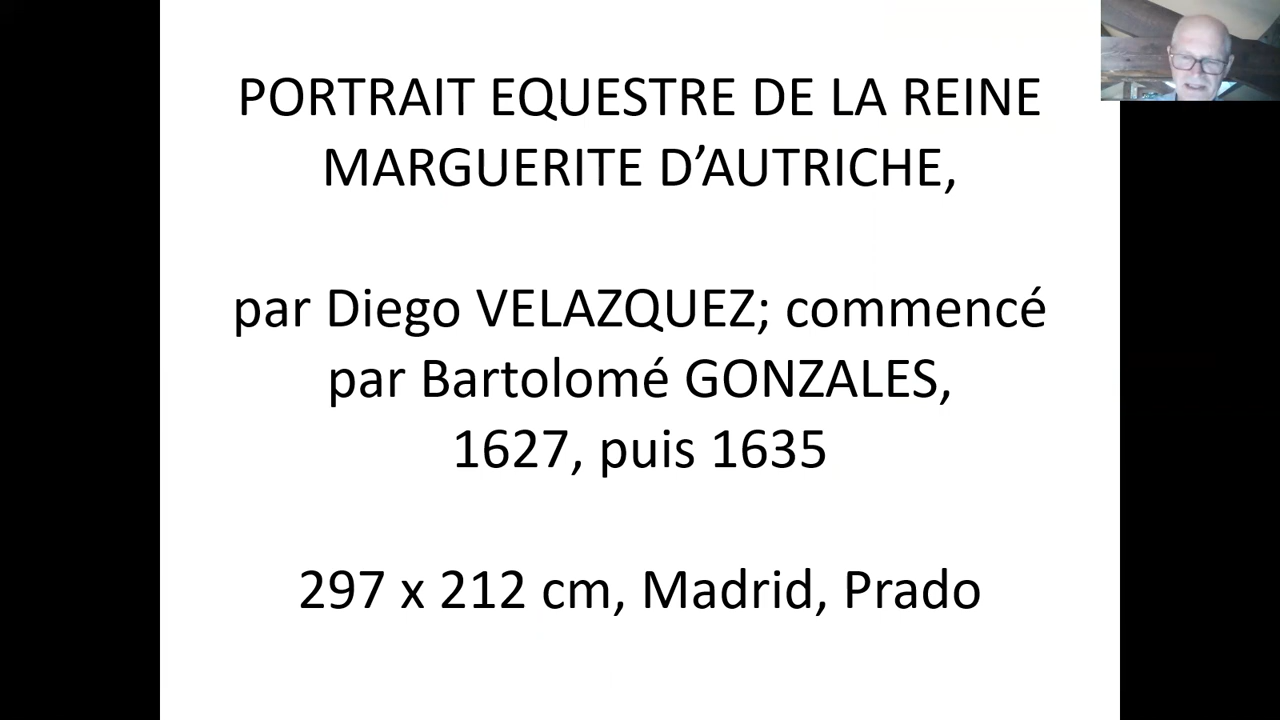 PORTRAIT EQUESTRE DE LA REINE
MARGUERITE D’AUTRICHE,
par Diego VELAZQUEZ; commencé
par Bartolomé GONZALES,
1627, puis 1635
297 x 212 cm, Madrid, Prado